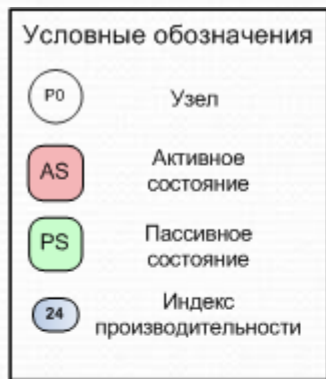 Условные обозначения
P0
Узел
AS
Активное
состояние
PS
Пассивное
состояние
24
Индекс
производительности